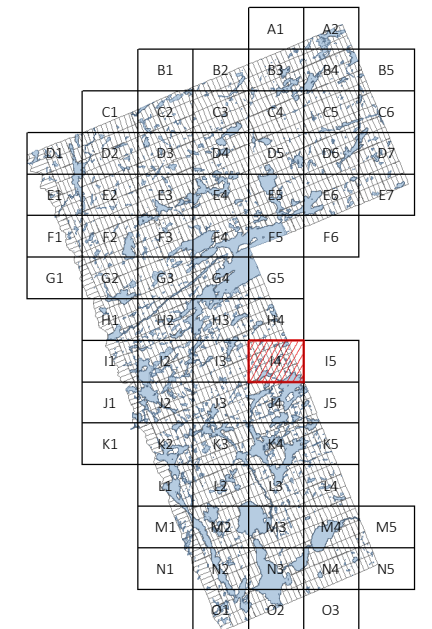 A1 A2
B1 B2 B3 B4 B5
C1 C2 C3 C4 C5 C6
D1 D2 D3 D4 D5 D6 D7
E1 E2 E3 E4 E5 E6 E7
F1 F2 F3 F4 F5 F6
G1 G2 G3 G4 G5
H1 H2 H3 H4
I1 I2 I3 I4 I5
J1 J2 J3 J4 J5
K1 K2 K3 K4 K5
L1 L2 L3 L4
M1 M2 M3 M4 M5
N1 N2 N3 N4 N5
O1 O2 O3